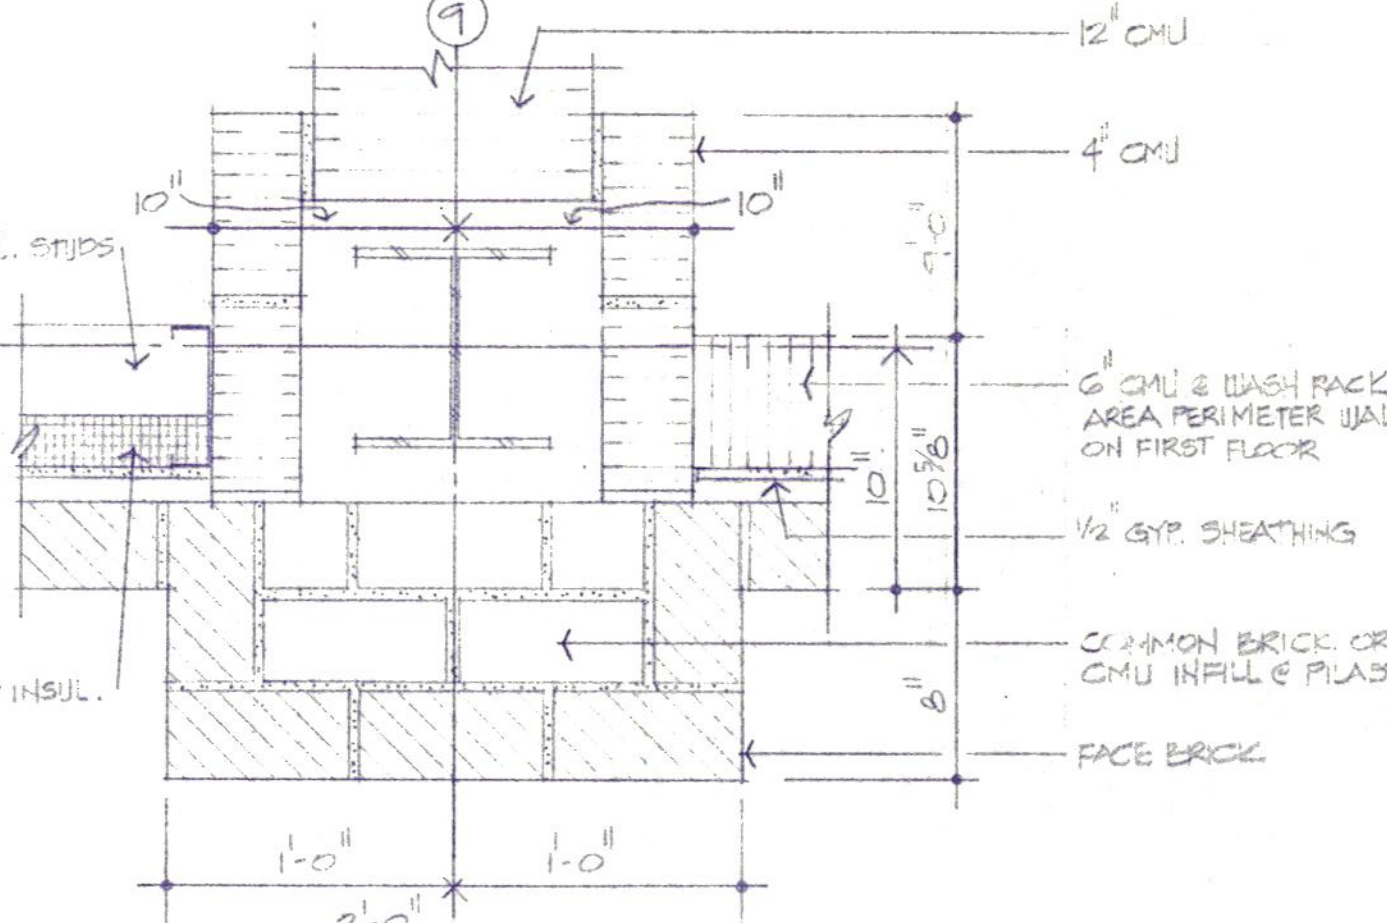 9
12" CMU
4" CMU
10"
10"
STUDS
6" CMU @ WASH RACK
AREA PERIMETER WAL
ON FIRST FLOOR
10"
10 5/8"
1/2" GYP. SHEATHING
COMMON BRICK OR
CMU INFILL @ PILAS
INSUL.
8"
FACE BRICK
1'-0"
1'-0"
2'-0"